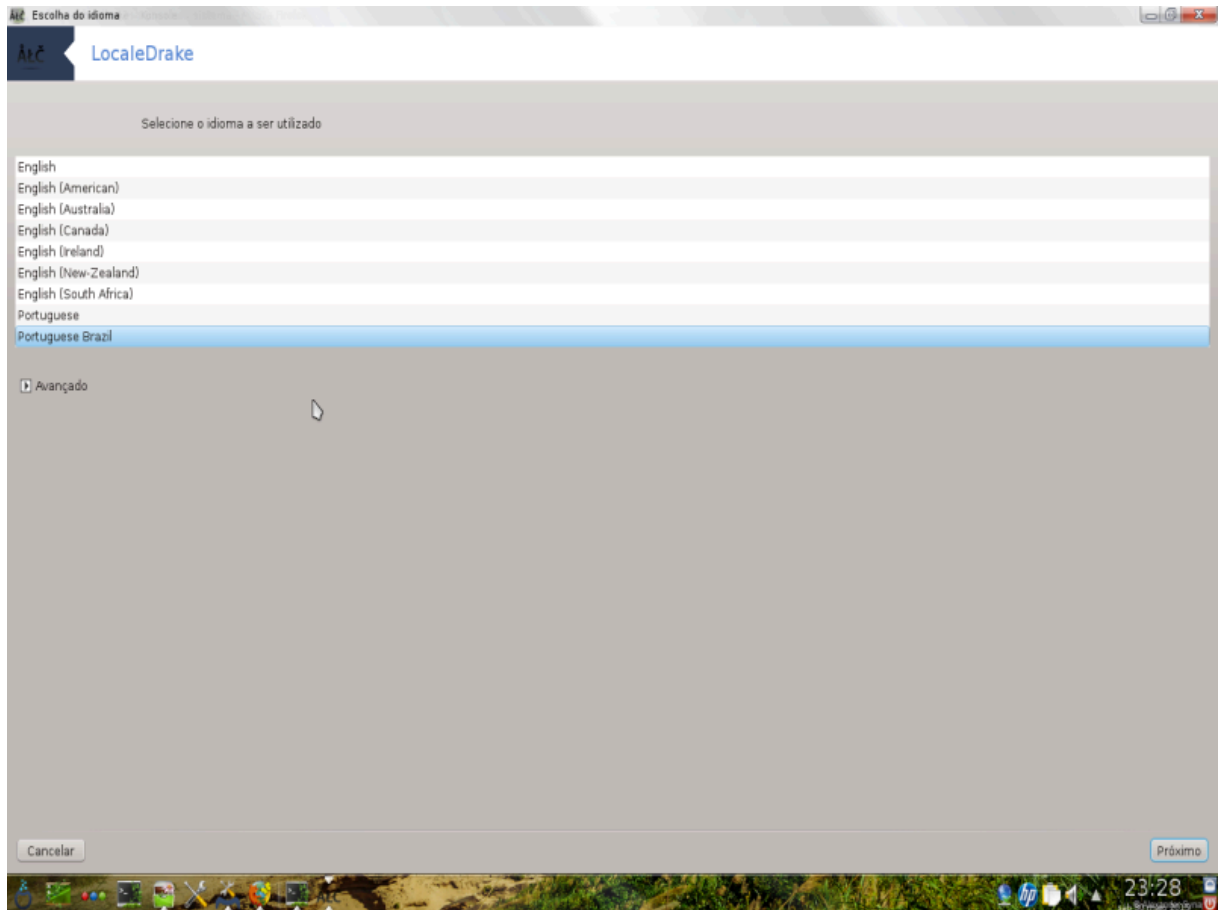 Escolha do idioma
LocaleDrake
Selecione o idioma a ser utilizado
English
English (American)
English (Australia)
English (Canada)
English (Ireland)
English (New-Zealand)
English (South Africa)
Portuguese
Portuguese Brazil
Avançado
Cancelar
Próximo
hp
23:28